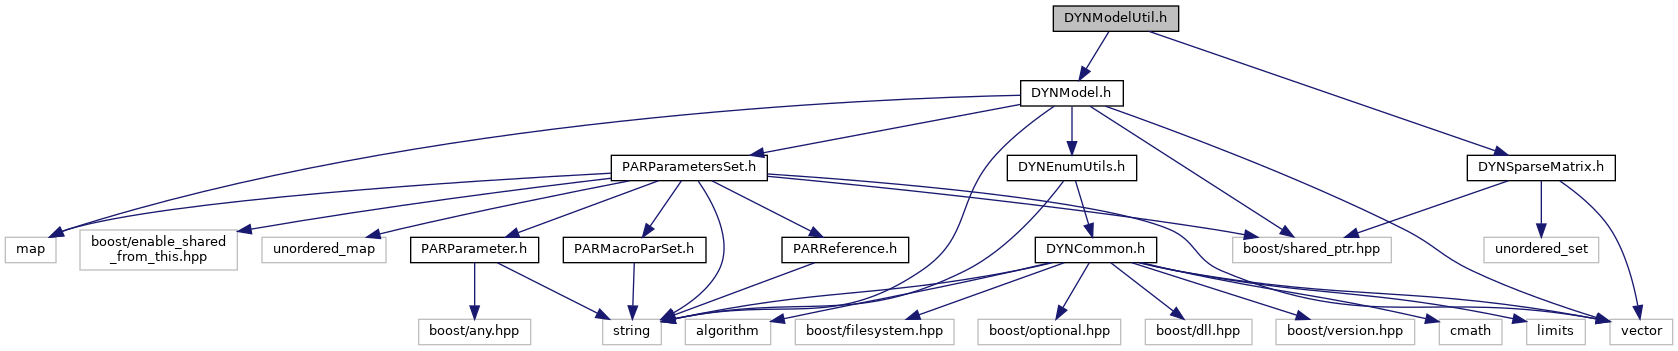 DYNModelUtil.h
DYNModel.h
PARParametersSet.h
DYNEnumUtils.h
DYNSparseMatrix.h
map
boost/enable_shared
_from_this.hpp
unordered_map
PARParameter.h
PARMacroParSet.h
PARReference.h
DYNCommon.h
boost/shared_ptr.hpp
unordered_set
boost/any.hpp
string
algorithm
boost/filesystem.hpp
boost/optional.hpp
boost/dll.hpp
boost/version.hpp
cmath
limits
vector